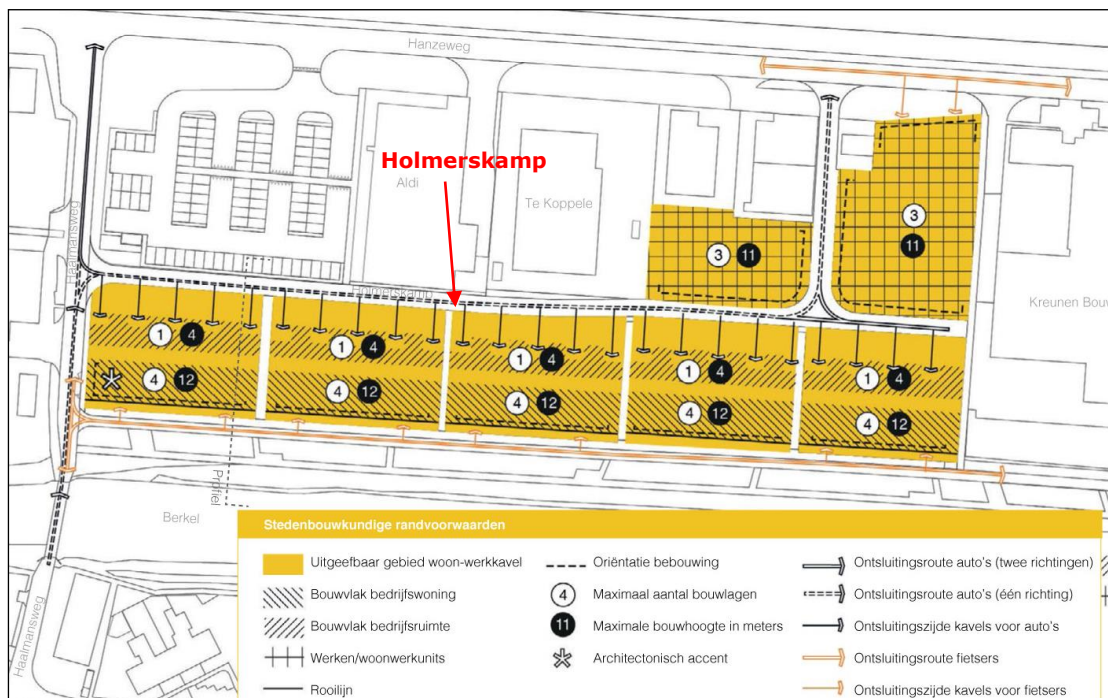 Hanzeweg
Holmerskamp
Aldi
Te Koppele
Haalmansweg
3
11
3 11
Holmerskamp
Kreunen Bouw
1 4
1 4
1 4
1 4
1 4
4 12
4 12
4 12
4 12
4 12
Profiel
Berkel
Haalmansweg
Stedenbouwkundige randvoorwaarden
Uitgeefbaar gebied woon-werkkavel
Bouwvlak bedrijfswoning
Bouwvlak bedrijfsruimte
Werken/woonwerkunits
Rooilijn
Oriëntatie bebouwing
4 Maximaal aantal bouwlagen
11 Maximale bouwhoogte in meters
Architectonisch accent
Ontsluitingsroute auto's (twee richtingen)
Ontsluitingsroute auto's (één richting)
Ontsluitingszijde kavels voor auto's
Ontsluitingsroute fietsers
Ontsluitingszijde kavels voor fietsers